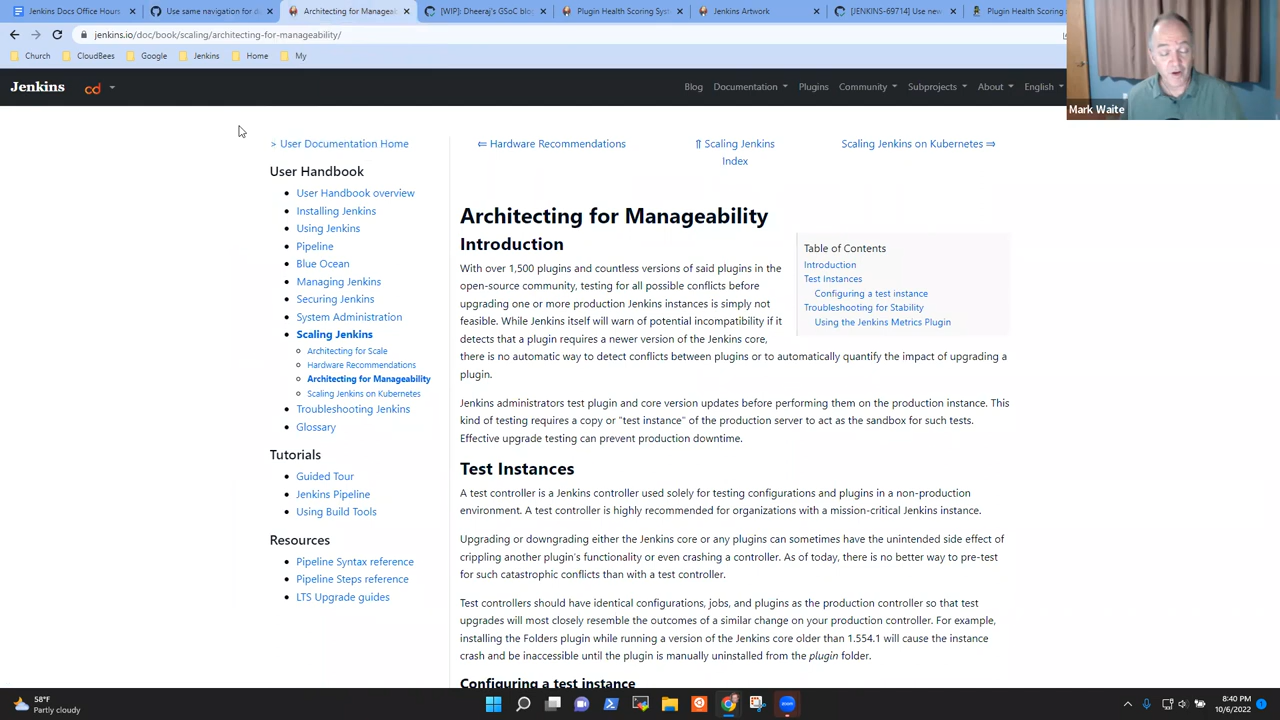 Jenkins Docs Office Hours
Use same navigation for d
Architecting for Manageab
[WIP]: Dheeraj's GSoC blo
Plugin Health Scoring Sys
Jenkins Artwork
[JENKINS-69714] Use new
Plugin Health Scoring
jenkins.io/doc/book/scaling/architecting-for-manageability/
Church
CloudBees
Google
Jenkins
Home
My
Mark Waite
Jenkins
cd
Blog
Documentation
Plugins
Community
Subprojects
About
English
> User Documentation Home
⇐ Hardware Recommendations
⇑ Scaling Jenkins
Index
Scaling Jenkins on Kubernetes ⇒
User Handbook
User Handbook overview
Installing Jenkins
Using Jenkins
Pipeline
Blue Ocean
Managing Jenkins
Securing Jenkins
System Administration
Scaling Jenkins
Architecting for Scale
Hardware Recommendations
Architecting for Manageability
Scaling Jenkins on Kubernetes
Troubleshooting Jenkins
Glossary
Tutorials
Guided Tour
Jenkins Pipeline
Using Build Tools
Resources
Pipeline Syntax reference
Pipeline Steps reference
LTS Upgrade guides
Architecting for Manageability
Introduction
With over 1,500 plugins and countless versions of said plugins in the
open-source community, testing for all possible conflicts before
upgrading one or more production Jenkins instances is simply not
feasible. While Jenkins itself will warn of potential incompatibility if it
detects that a plugin requires a newer version of the Jenkins core,
there is no automatic way to detect conflicts between plugins or to automatically quantify the impact of upgrading a
plugin.
Table of Contents
Introduction
Test Instances
Configuring a test instance
Troubleshooting for Stability
Using the Jenkins Metrics Plugin
Jenkins administrators test plugin and core version updates before performing them on the production instance. This
kind of testing requires a copy or "test instance" of the production server to act as the sandbox for such tests.
Effective upgrade testing can prevent production downtime.
Test Instances
A test controller is a Jenkins controller used solely for testing configurations and plugins in a non-production
environment. A test controller is highly recommended for organizations with a mission-critical Jenkins instance.
Upgrading or downgrading either the Jenkins core or any plugins can sometimes have the unintended side effect of
crippling another plugin's functionality or even crashing a controller. As of today, there is no better way to pre-test
for such catastrophic conflicts than with a test controller.
Test controllers should have identical configurations, jobs, and plugins as the production controller so that test
upgrades will most closely resemble the outcomes of a similar change on your production controller. For example,
installing the Folders plugin while running a version of the Jenkins core older than 1.554.1 will cause the instance
crash and be inaccessible until the plugin is manually uninstalled from the plugin folder.
Configuring a test instance
58°F
Partly cloudy
8:40 PM
10/6/2022